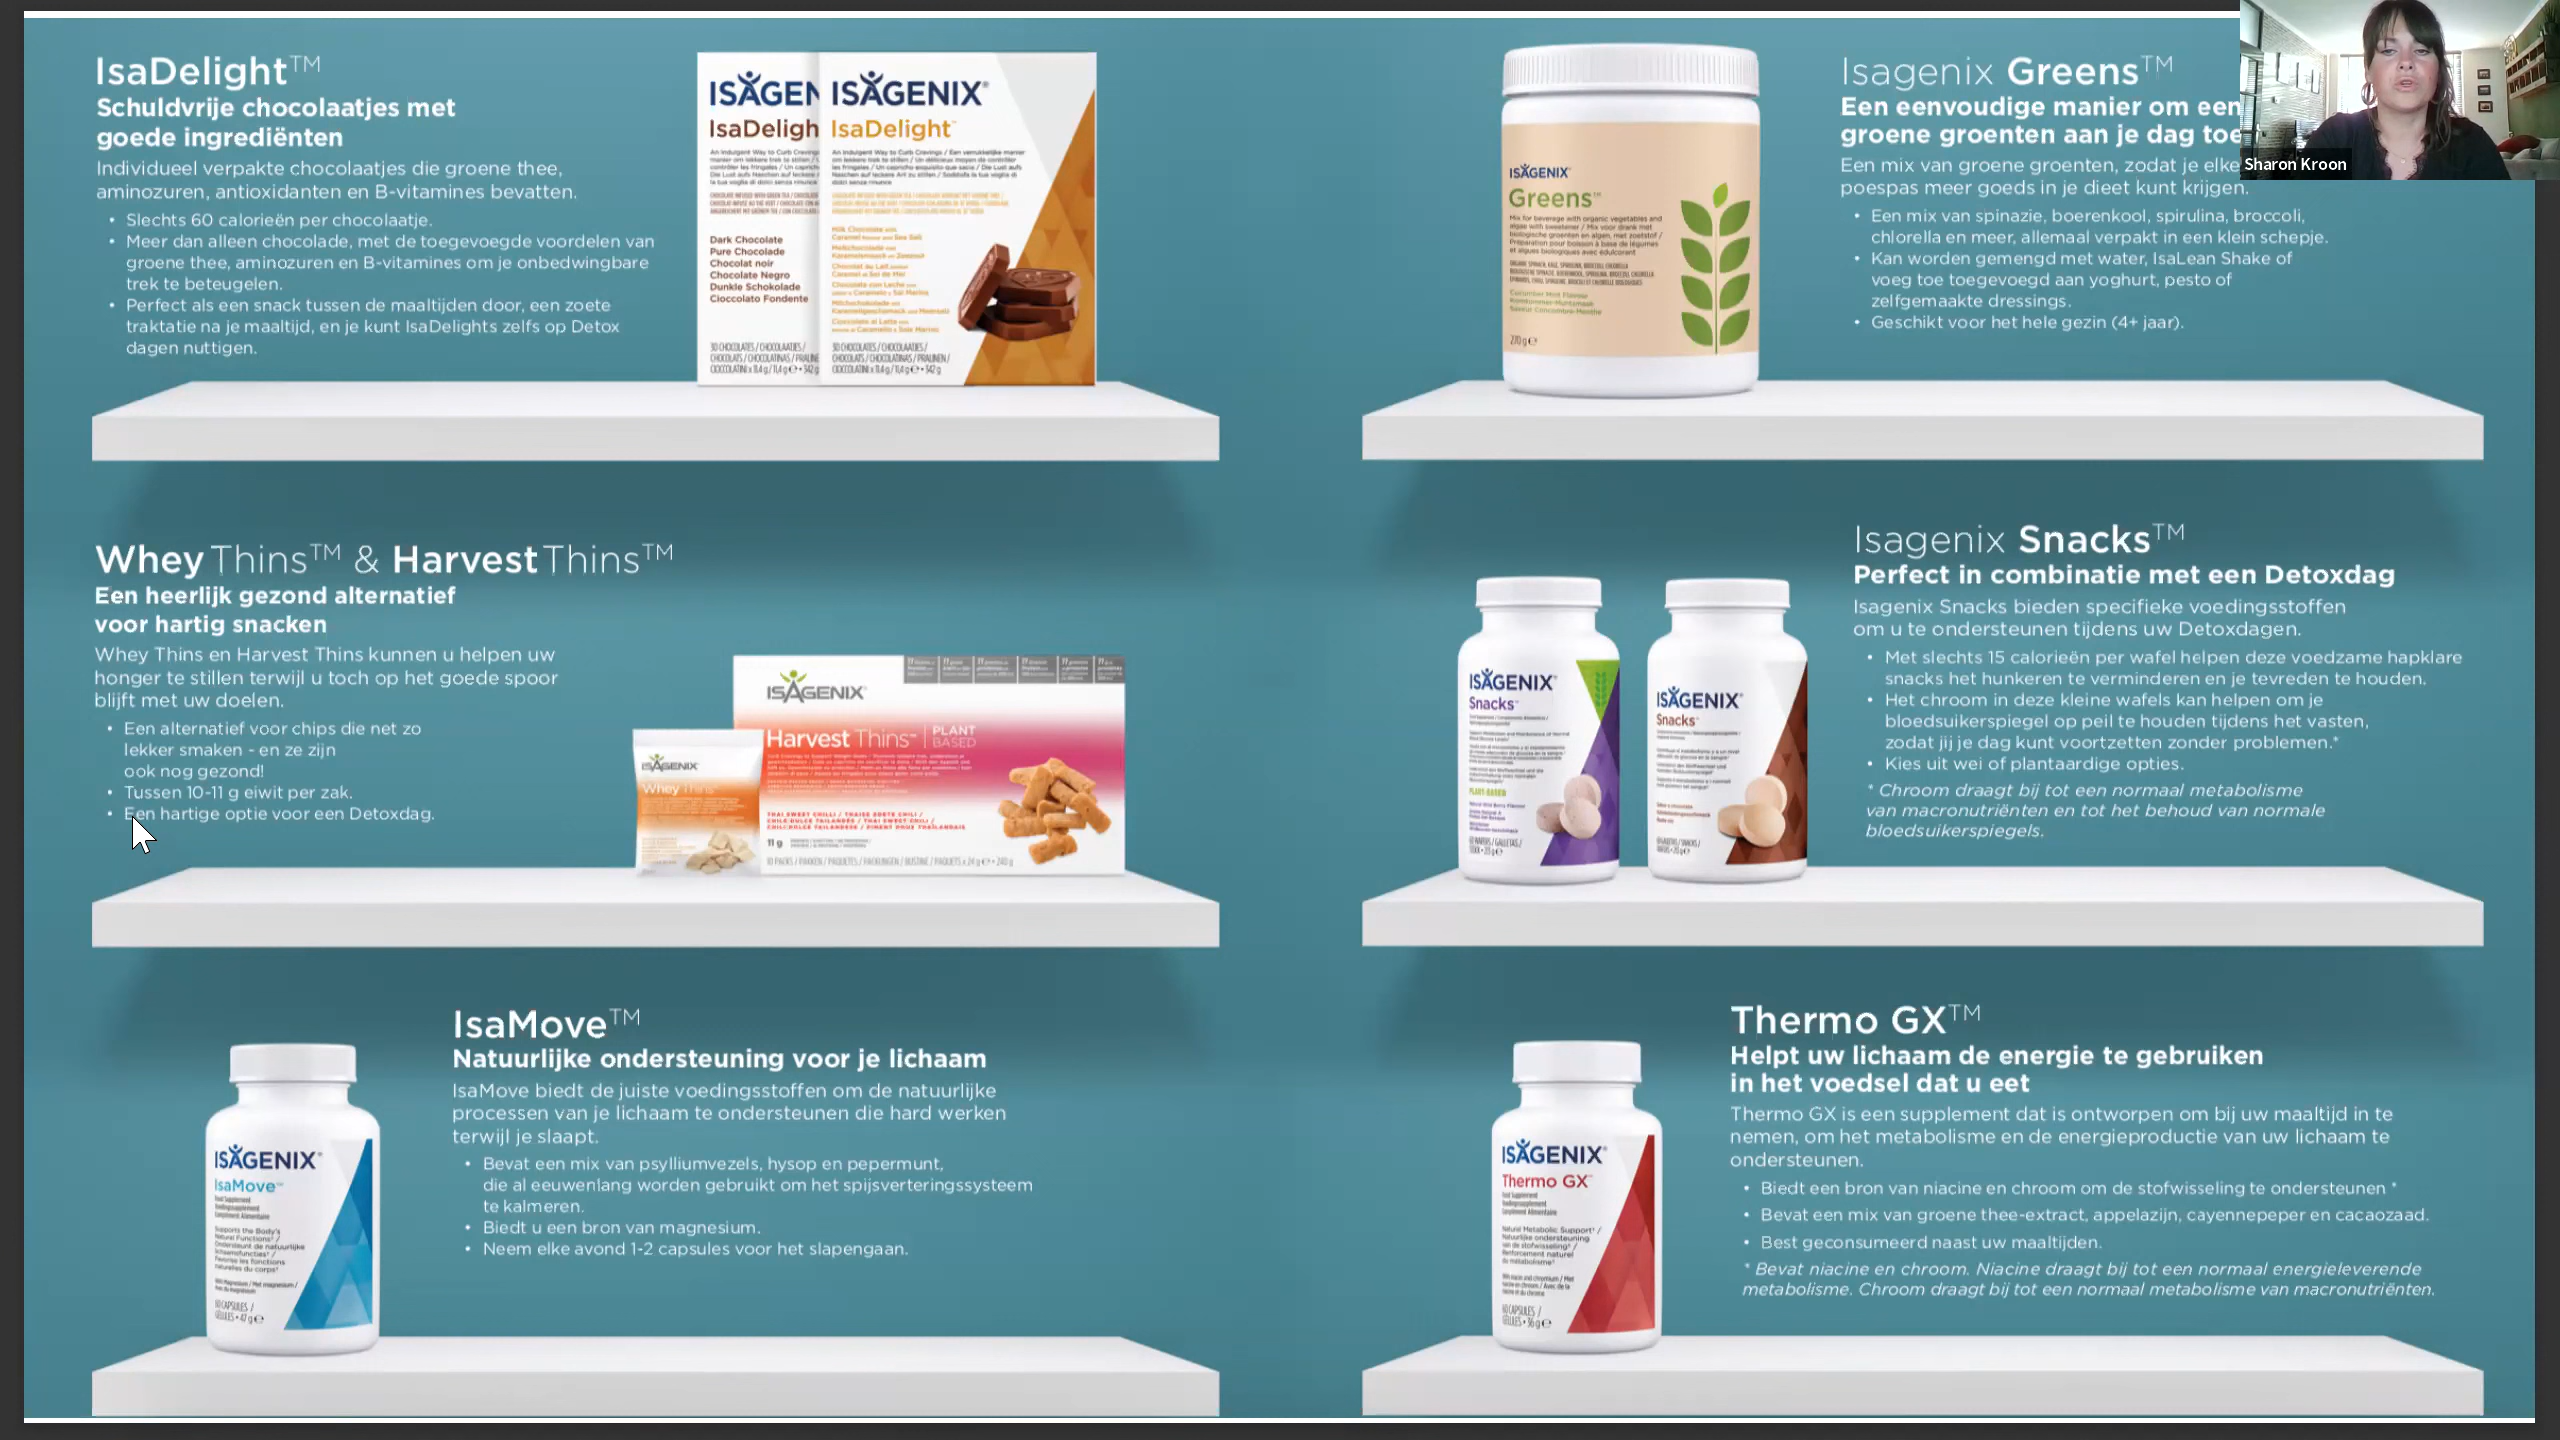 IsaDelight™
Schuldvrije chocolaatjes met
goede ingrediënten
Individueel verpakte chocolaatjes die groene thee,
aminozuren, antioxidanten en B-vitamines bevatten.
• Slechts 60 calorieën per chocolaatje.
• Meer dan alleen chocolade, met de toegevoegde voordelen van
groene thee, aminozuren en B-vitamines om je onbedwingbare
trek te beteugelen.
• Perfect als een snack tussen de maaltijden door, een zoete
traktatie na je maaltijd, en je kunt IsaDelights zelfs op Detox
dagen nuttigen.
ISAGEN
IsaDeligh
Dark Chocolate
Pure Chocolade
Chocolat noir
Chocolate Negro
Dunkle Schokolade
Cioccolato Fondente
ISAGENIX®
IsaDelight™
ISAGENIX®
Greens™
270 g e
Isagenix Greens™
Een eenvoudige manier om een
groene groenten aan je dag toe
Een mix van groene groenten, zodat je elke
poespas meer goeds in je dieet kunt krijgen.
• Een mix van spinazie, boerenkool, spirulina, broccoli,
chlorella en meer, allemaal verpakt in een klein schepje.
• Kan worden gemengd met water, IsaLean Shake of
voeg toe toegevoegd aan yoghurt, pesto of
zelfgemaakte dressings.
• Geschikt voor het hele gezin (4+ jaar).
Sharon Kroon
Whey Thins™ & Harvest Thins™
Een heerlijk gezond alternatief
voor hartig snacken
Whey Thins en Harvest Thins kunnen u helpen uw
honger te stillen terwijl u toch op het goede spoor
blijft met uw doelen.
• Een alternatief voor chips die net zo
lekker smaken - en ze zijn
ook nog gezond!
• Tussen 10-11 g eiwit per zak.
• Een hartige optie voor een Detoxdag.
ISAGENIX
Whey Thins
ISAGENIX®
Harvest Thins™ | PLANT BASED
11 g
ISAGENIX®
Snacks™
PLANT-BASED
ISAGENIX®
Snacks™
Isagenix Snacks™
Perfect in combinatie met een Detoxdag
Isagenix Snacks bieden specifieke voedingsstoffen
om u te ondersteunen tijdens uw Detoxdagen.
• Met slechts 15 calorieën per wafel helpen deze voedzame hapklare
snacks het hunkeren te verminderen en je tevreden te houden.
• Het chroom in deze kleine wafels kan helpen om je
bloedsuikerspiegel op peil te houden tijdens het vasten,
zodat jij je dag kunt voortzetten zonder problemen.*
• Kies uit wei of plantaardige opties.
* Chroom draagt bij tot een normaal metabolisme
van macronutriënten en tot het behoud van normale
bloedsuikerspiegels.
IsaMove™
Natuurlijke ondersteuning voor je lichaam
IsaMove biedt de juiste voedingsstoffen om de natuurlijke
processen van je lichaam te ondersteunen die hard werken
terwijl je slaapt.
• Bevat een mix van psylliumvezels, hysop en pepermunt,
die al eeuwenlang worden gebruikt om het spijsverteringssysteem
te kalmeren.
• Biedt u een bron van magnesium.
• Neem elke avond 1-2 capsules voor het slapengaan.
ISAGENIX®
IsaMove™
ISAGENIX®
Thermo GX™
Thermo GX™
Helpt uw lichaam de energie te gebruiken
in het voedsel dat u eet
Thermo GX is een supplement dat is ontworpen om bij uw maaltijd in te
nemen, om het metabolisme en de energieproductie van uw lichaam te
ondersteunen.
• Biedt een bron van niacine en chroom om de stofwisseling te ondersteunen *
• Bevat een mix van groene thee-extract, appelazijn, cayennepeper en cacaozaad.
• Best geconsumeerd naast uw maaltijden.
* Bevat niacine en chroom. Niacine draagt bij tot een normaal energieleverende
metabolisme. Chroom draagt bij tot een normaal metabolisme van macronutriënten.